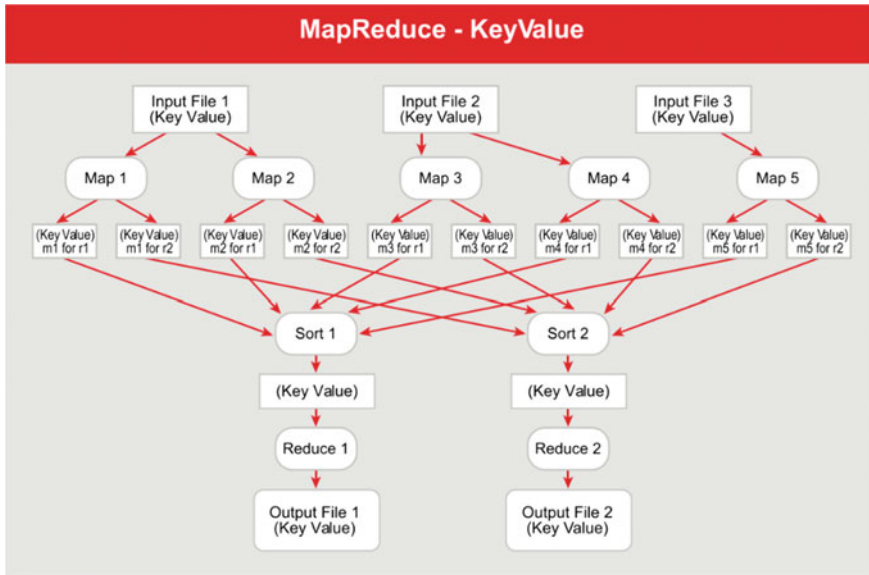 MapReduce - KeyValue
Input File 1
(Key Value)
Input File 2
(Key Value)
Input File 3
(Key Value)
Map 1
Map 2
Map 3
Map 4
Map 5
(Key Value)
m1 for r1
(Key Value)
m1 for r2
(Key Value)
m2 for r1
(Key Value)
m2 for r2
(Key Value)
m3 for r1
(Key Value)
m3 for r2
(Key Value)
m4 for r1
(Key Value)
m4 for r2
(Key Value)
m5 for r1
(Key Value)
m5 for r2
Sort 1
Sort 2
(Key Value)
(Key Value)
Reduce 1
Reduce 2
Output File 1
(Key Value)
Output File 2
(Key Value)